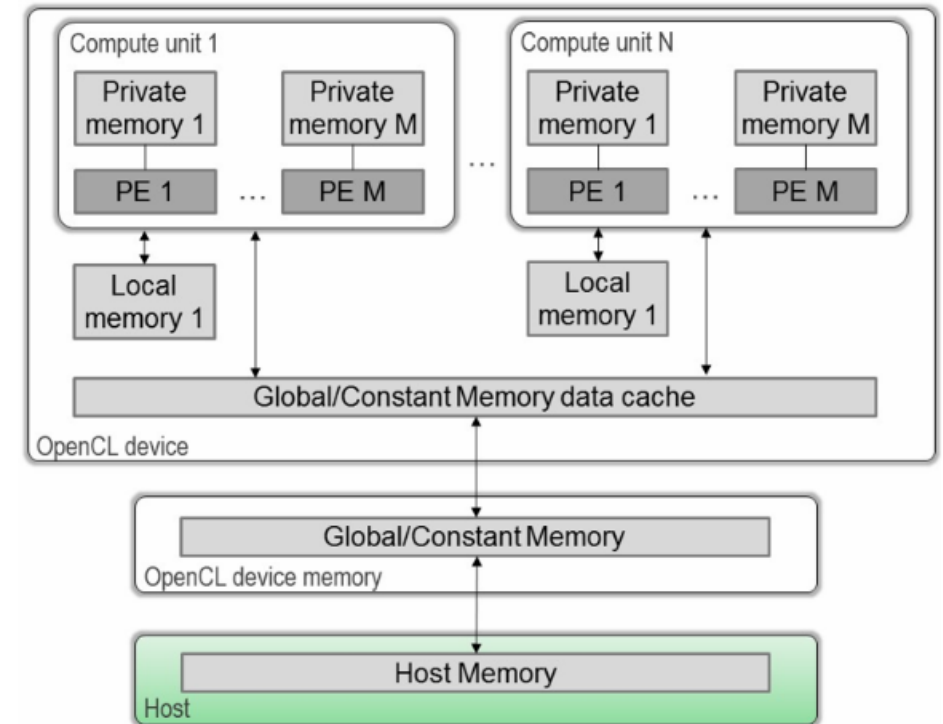 Compute unit 1
Private
memory 1
Private
memory M
PE 1
...
PE M
...
Compute unit N
Private
memory 1
Private
memory M
PE 1
...
PE M
Local
memory 1
Local
memory 1
Global/Constant Memory data cache
OpenCL device
Global/Constant Memory
OpenCL device memory
Host Memory
Host